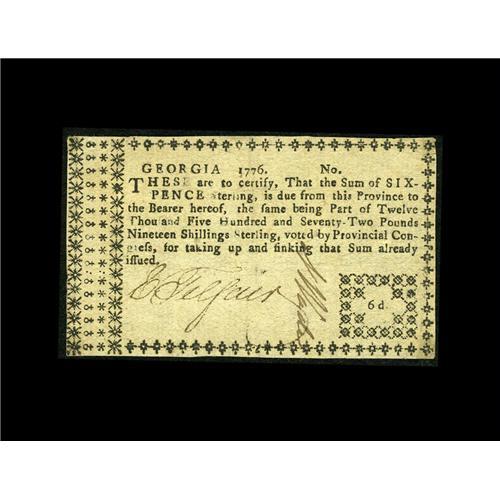 GEORGIA 1776. No.
THESE are to certify, That the Sum of SIX-
PENCE Sterling, is due from this Province to
the Bearer hereof, the same being Part of Twelve
Thousand Five Hundred and Seventy-Two Pounds
Nineteen Shillings Sterling, voted by Provincial Con-
gress, for taking up and sinking that Sum already
issued.
E Telfair
6d.